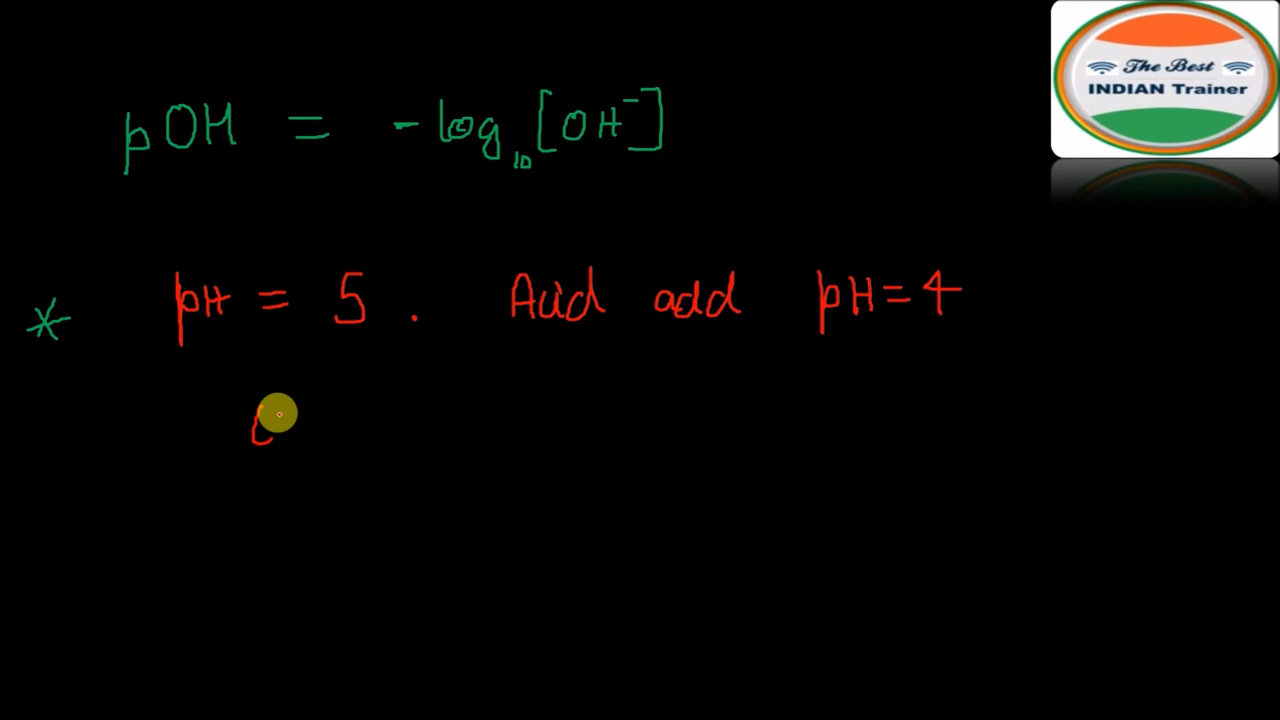 The Best
INDIAN Trainer
pOH = - log₁₀ [OH⁻]
* pH = 5 . Acid add pH = 4